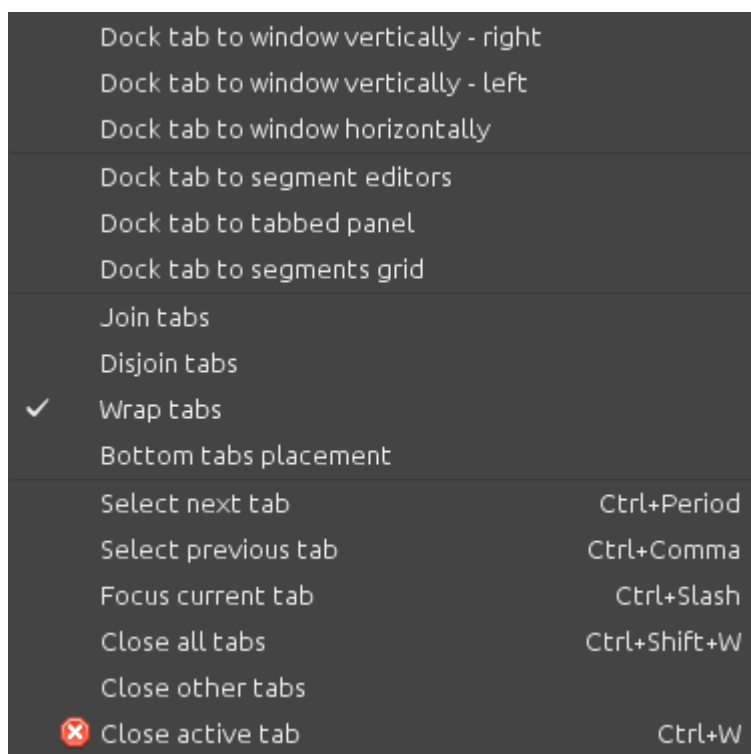 Dock tab to window vertically - right
Dock tab to window vertically - left
Dock tab to window horizontally
Dock tab to segment editors
Dock tab to tabbed panel
Dock tab to segments grid
Join tabs
Disjoin tabs
Wrap tabs
Bottom tabs placement
Select next tab Ctrl+Period
Select previous tab Ctrl+Comma
Focus current tab Ctrl+Slash
Close all tabs Ctrl+Shift+W
Close other tabs
Close active tab Ctrl+W